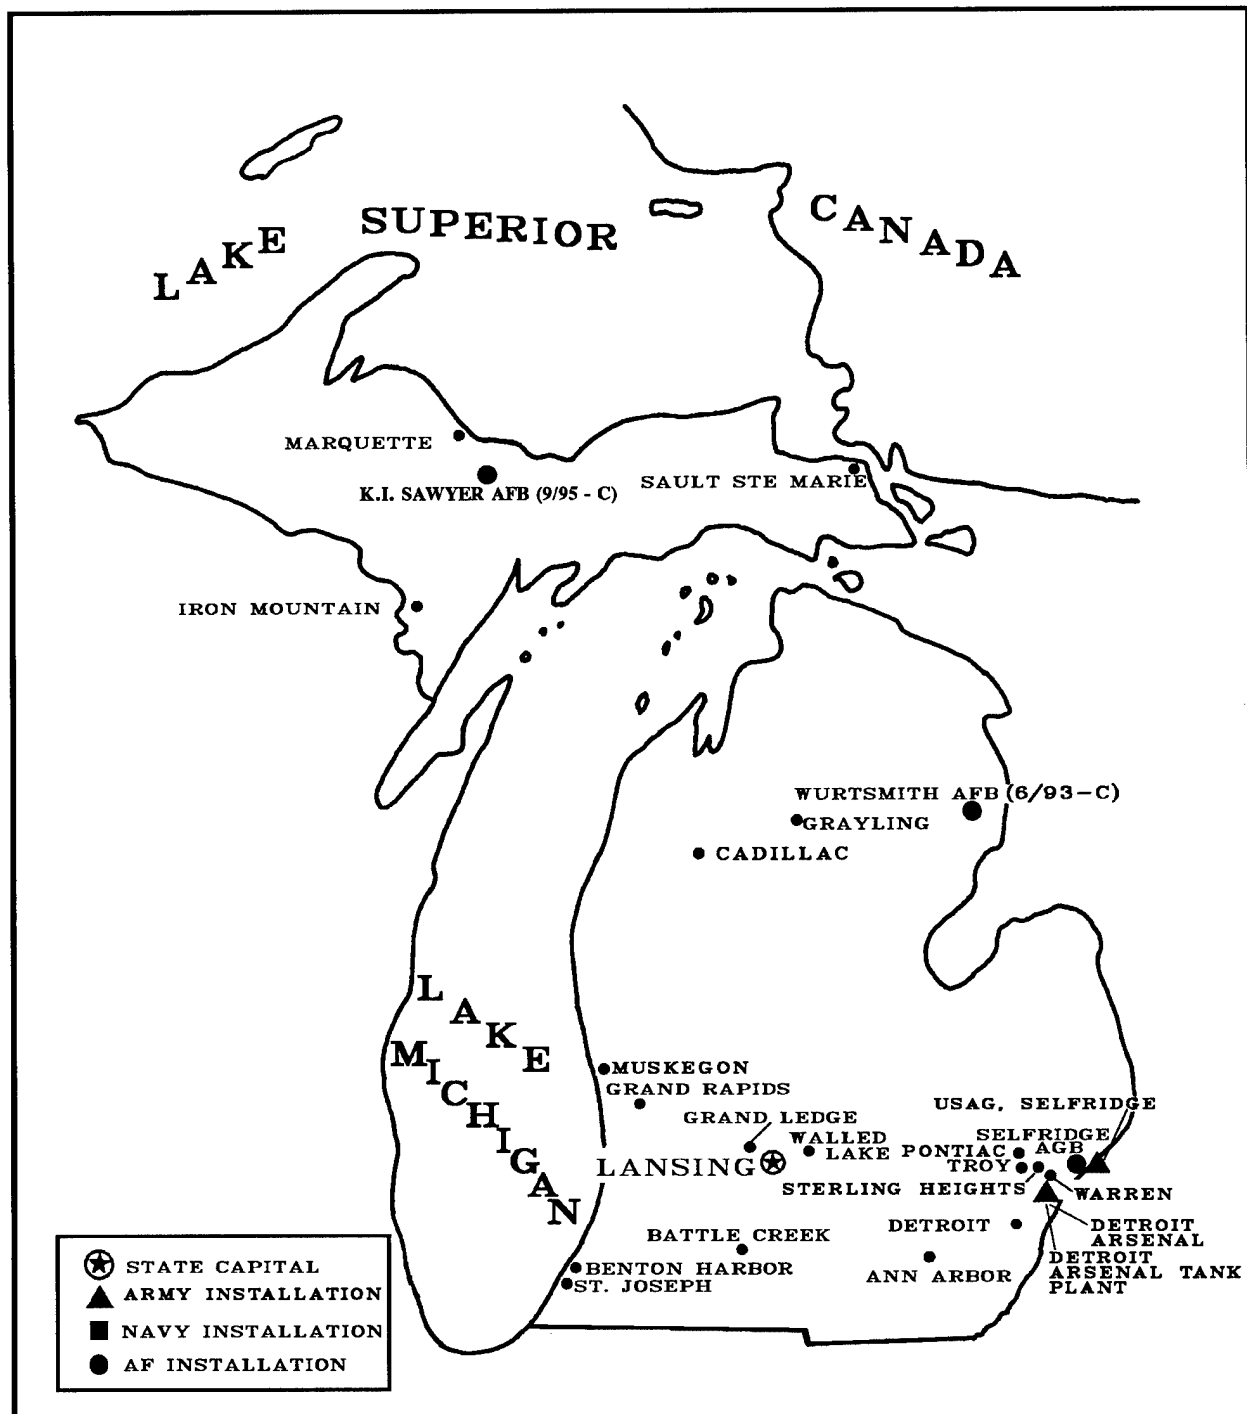 LAKE SUPERIOR
CANADA
MARQUETTE
K.I. SAWYER AFB (9/95 - C)
SAULT STE MARIE
IRON MOUNTAIN
WURTSMITH AFB (6/93-C)
GRAYLING
CADILLAC
LAKE
MICHIGAN
MUSKEGON
GRAND RAPIDS
GRAND LEDGE
LANSING
WALLED
LAKE
PONTIAC
USAG, SELFRIDGE
SELFRIDGE
AGB
TROY
STERLING HEIGHTS
WARREN
DETROIT
DETROIT
ARSENAL
DETROIT
ARSENAL TANK
PLANT
BATTLE CREEK
ANN ARBOR
BENTON HARBOR
ST. JOSEPH
STATE CAPITAL
ARMY INSTALLATION
NAVY INSTALLATION
AF INSTALLATION